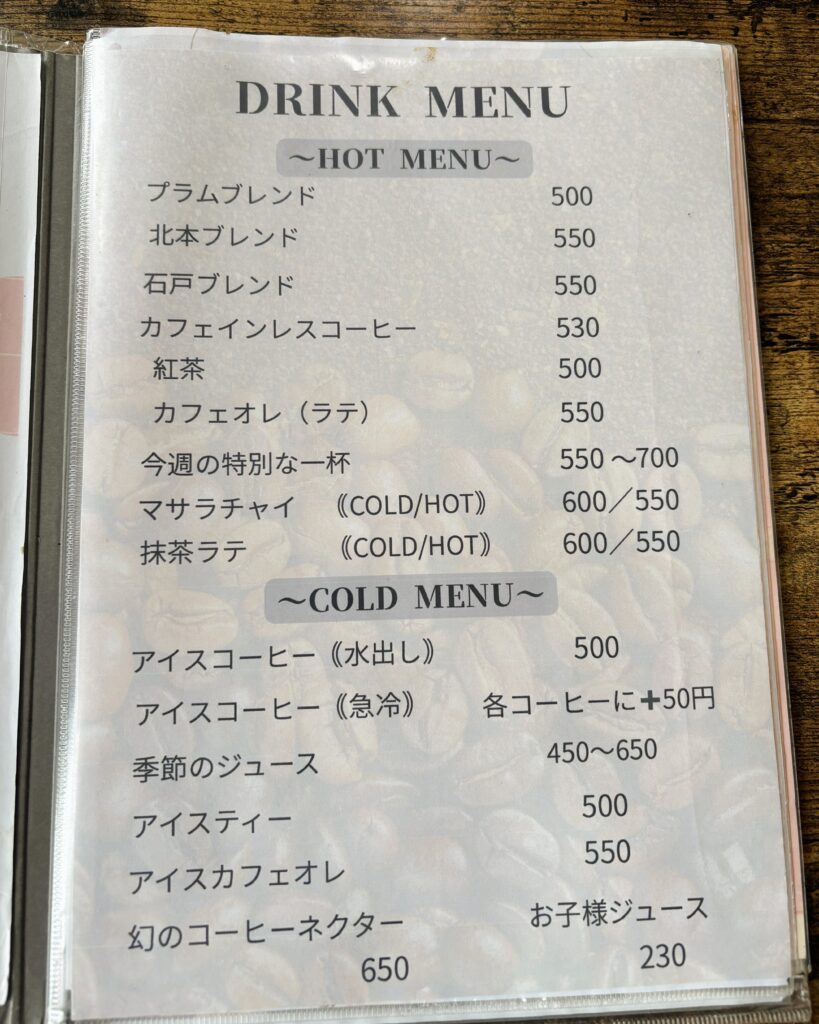 DRINK MENU
~HOT MENU~
プラムブレンド 500
北本ブレンド 550
石戸ブレンド 550
カフェインレスコーヒー 530
紅茶 500
カフェオレ（ラテ） 550
今週の特別な一杯 550 ～700
マサラチャイ ⟪COLD/HOT⟫ 600／550
抹茶ラテ ⟪COLD/HOT⟫ 600／550
~COLD MENU~
アイスコーヒー⟪水出し⟫ 500
アイスコーヒー⟪急冷⟫ 各コーヒーに➕50円
季節のジュース 450～650
アイスティー 500
アイスカフェオレ 550
幻のコーヒーネクター お子様ジュース
650 230